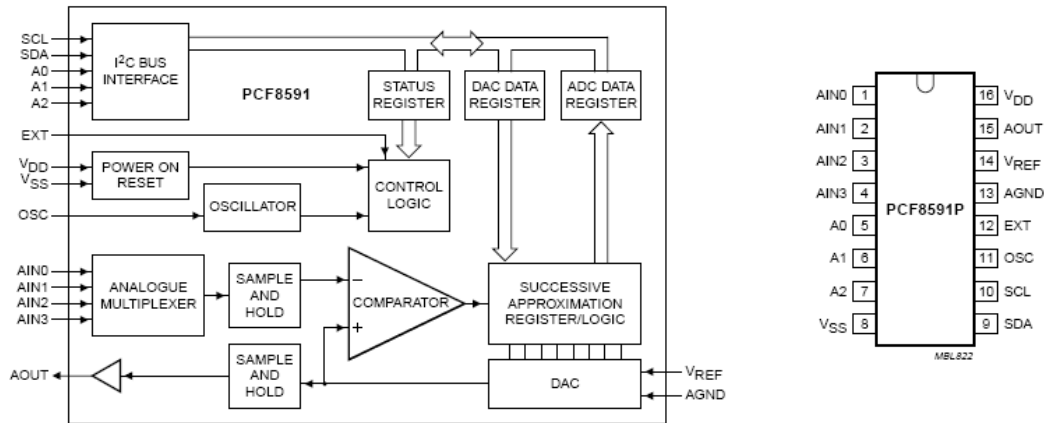 SCL
SDA
A0
A1
A2
I²C BUS
INTERFACE
PCF8591
STATUS
REGISTER
DAC DATA
REGISTER
ADC DATA
REGISTER
EXT
VDD
VSS
POWER ON
RESET
CONTROL
LOGIC
OSC
OSCILLATOR
AIN0
AIN1
AIN2
AIN3
ANALOGUE
MULTIPLEXER
SAMPLE
AND
HOLD
−
COMPARATOR
+
SUCCESSIVE
APPROXIMATION
REGISTER/LOGIC
AOUT
SAMPLE
AND
HOLD
DAC
VREF
AGND
AIN0 1
AIN1 2
AIN2 3
AIN3 4
A0 5
A1 6
A2 7
VSS 8
PCF8591P
16 VDD
15 AOUT
14 VREF
13 AGND
12 EXT
11 OSC
10 SCL
9 SDA
MBL822